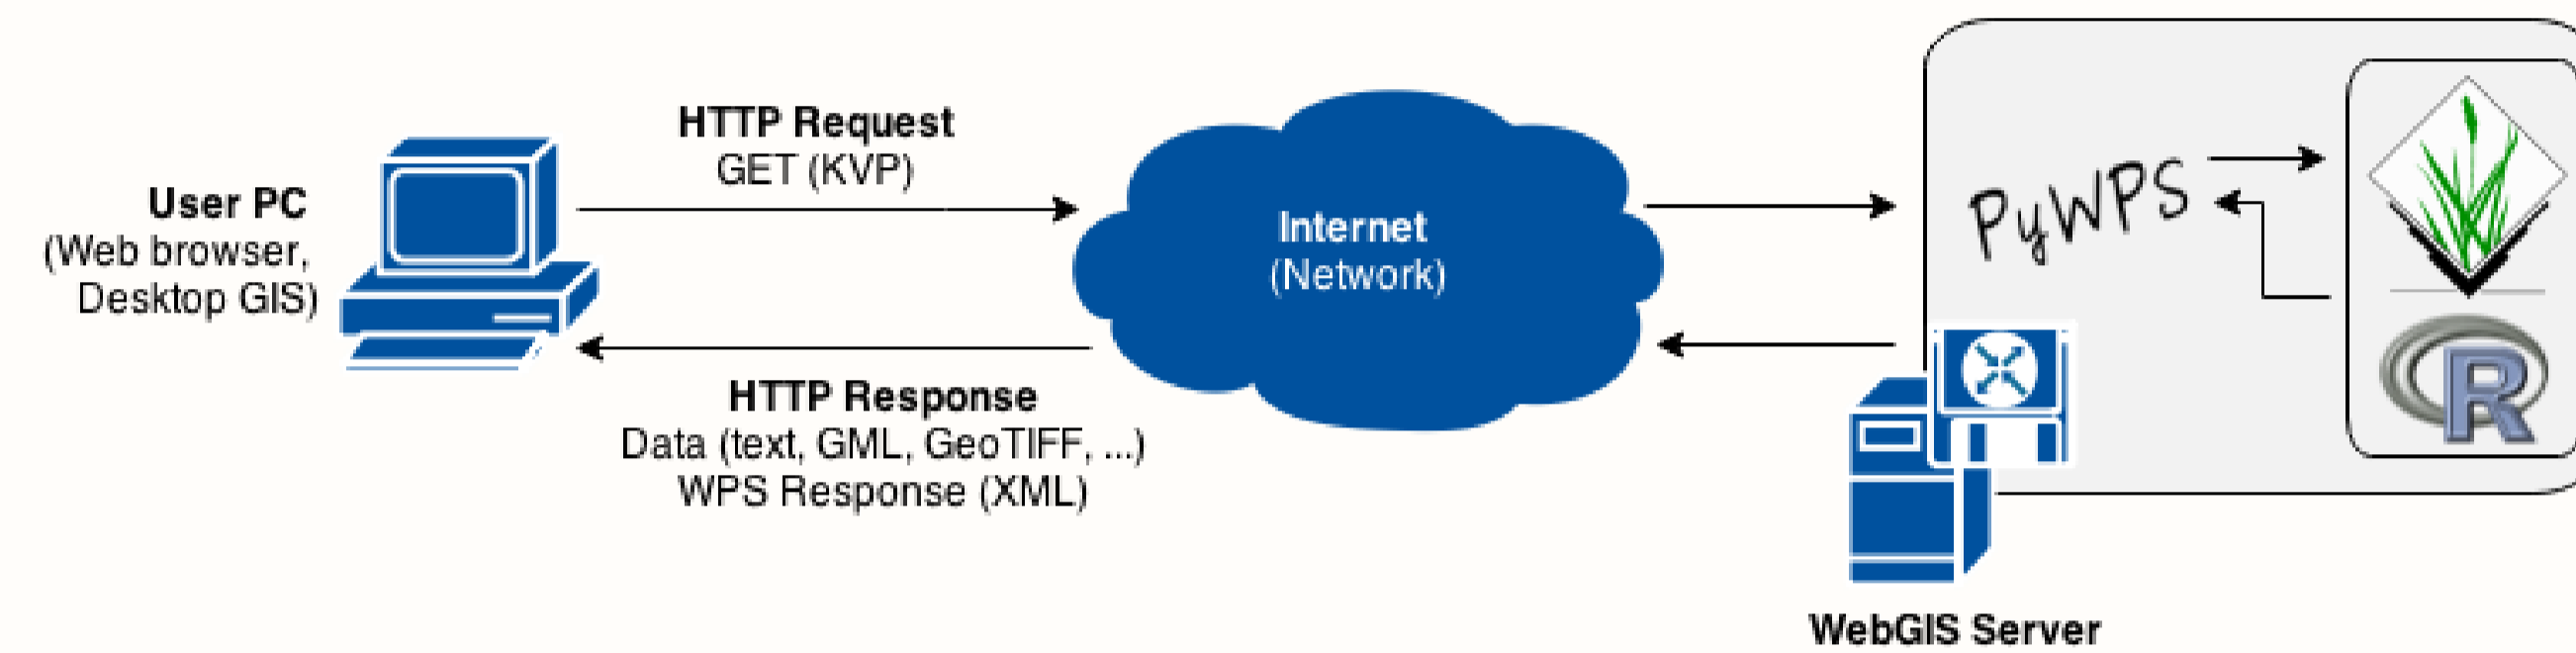 HTTP Request
GET (KVP)
User PC
(Web browser,
Desktop GIS)
Internet
(Network)
PyWPS
R
HTTP Response
Data (text, GML, GeoTIFF, ...)
WPS Response (XML)
WebGIS Server